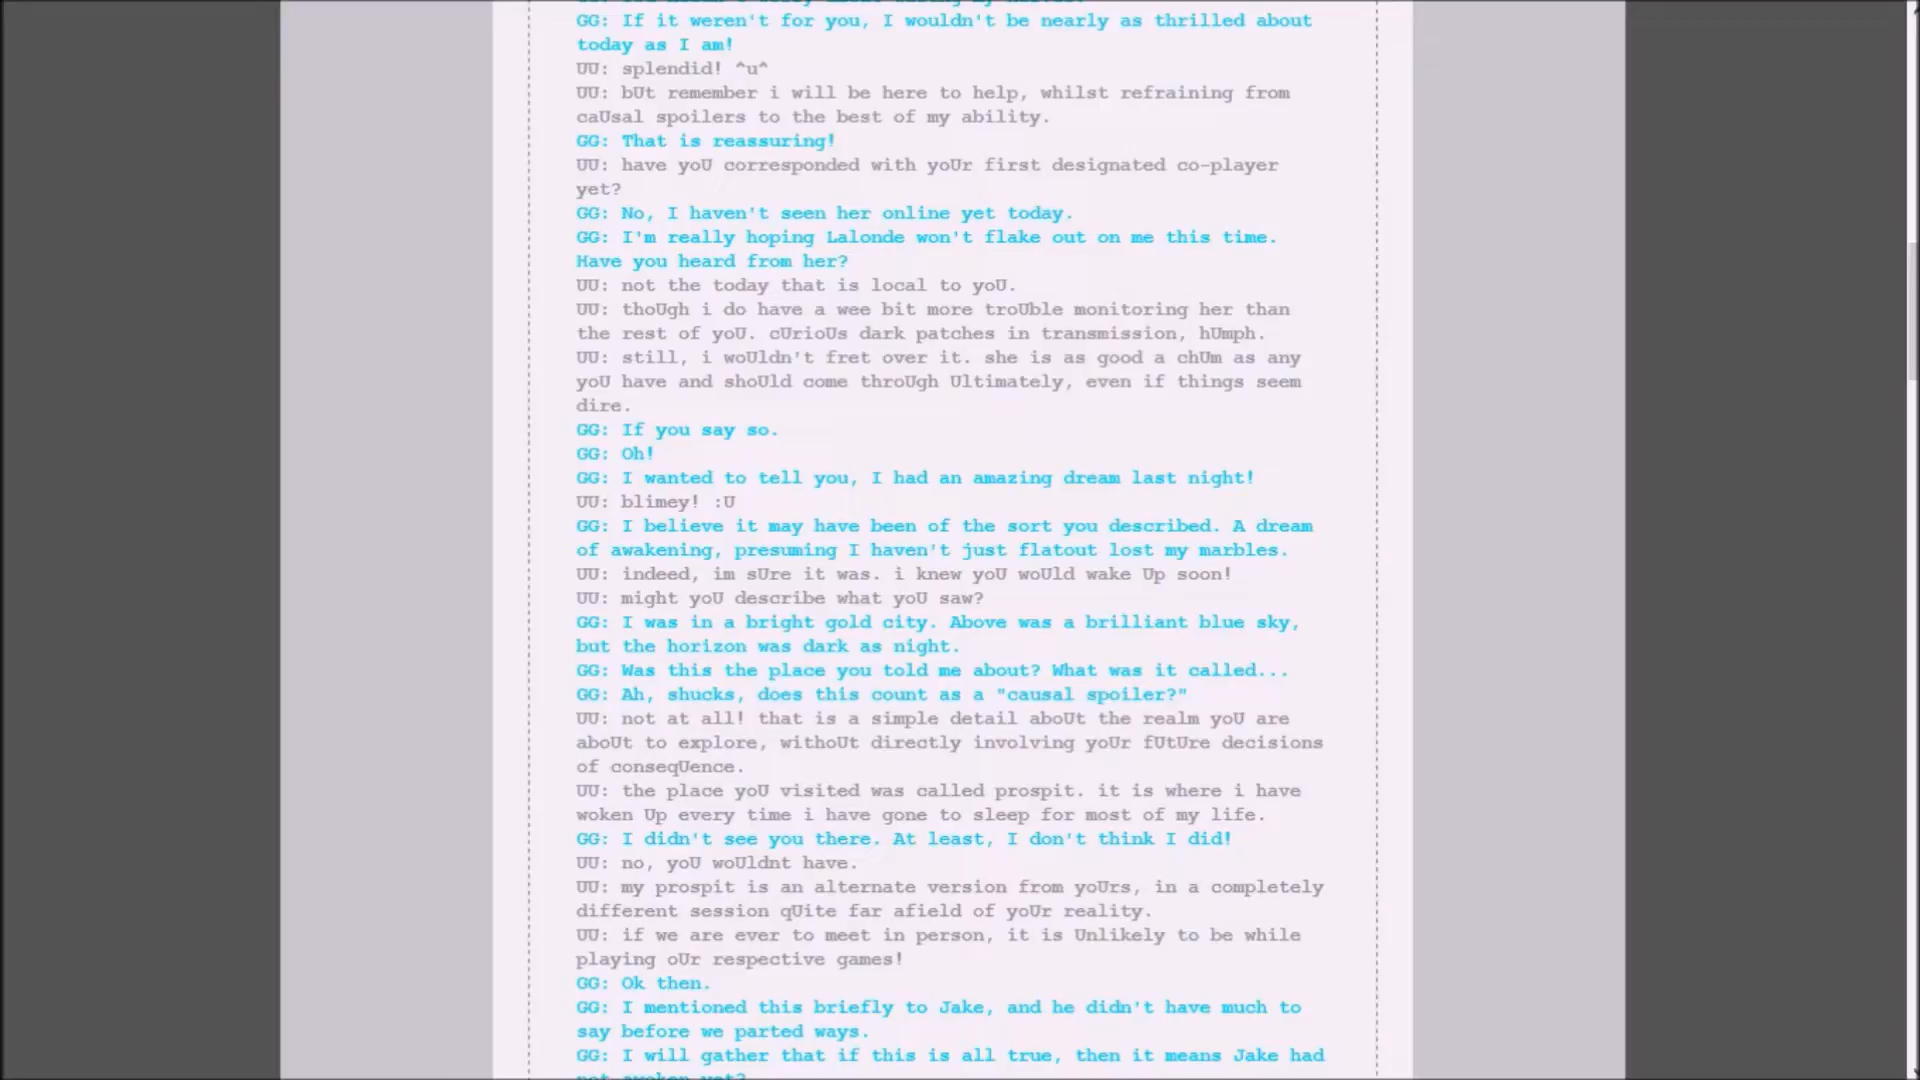 GG: If it weren't for you, I wouldn't be nearly as thrilled about
today as I am!
UU: splendid! ^u^
UU: bUt remember i will be here to help, whilst refraining from
caUsal spoilers to the best of my ability.
GG: That is reassuring!
UU: have yoU corresponded with yoUr first designated co-player
yet?
GG: No, I haven't seen her online yet today.
GG: I'm really hoping Lalonde won't flake out on me this time.
Have you heard from her?
UU: not the today that is local to yoU.
UU: thoUgh i do have a wee bit more troUble monitoring her than
the rest of yoU. cUrioUs dark patches in transmission, hUmph.
UU: still, i woUldn't fret over it. she is as good a chUm as any
yoU have and shoUld come throUgh Ultimately, even if things seem
dire.
GG: If you say so.
GG: Oh!
GG: I wanted to tell you, I had an amazing dream last night!
UU: blimey! :U
GG: I believe it may have been of the sort you described. A dream
of awakening, presuming I haven't just flatout lost my marbles.
UU: indeed, im sUre it was. i knew yoU woUld wake Up soon!
UU: might yoU describe what yoU saw?
GG: I was in a bright gold city. Above was a brilliant blue sky,
but the horizon was dark as night.
GG: Was this the place you told me about? What was it called...
GG: Ah, shucks, does this count as a "causal spoiler?"
UU: not at all! that is a simple detail aboUt the realm yoU are
aboUt to explore, withoUt directly involving yoUr fUtUre decisions
of conseqUence.
UU: the place yoU visited was called prospit. it is where i have
woken Up every time i have gone to sleep for most of my life.
GG: I didn't see you there. At least, I don't think I did!
UU: no, yoU woUldnt have.
UU: my prospit is an alternate version from yoUrs, in a completely
different session qUite far afield of yoUr reality.
UU: if we are ever to meet in person, it is Unlikely to be while
playing oUr respective games!
GG: Ok then.
GG: I mentioned this briefly to Jake, and he didn't have much to
say before we parted ways.
GG: I will gather that if this is all true, then it means Jake had